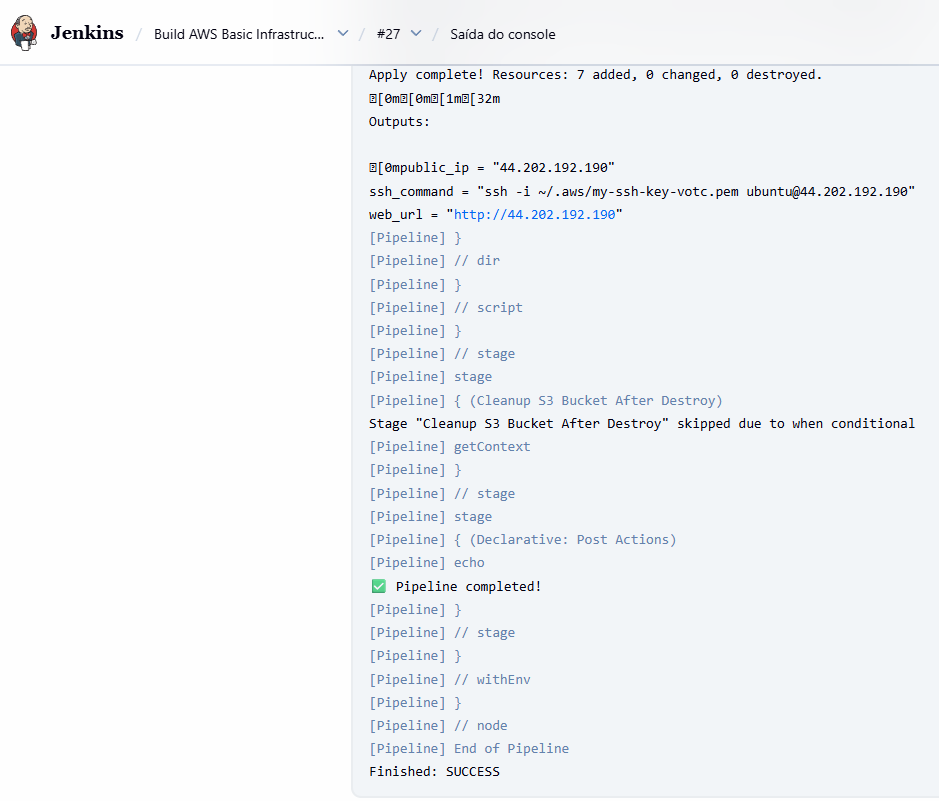 Jenkins / Build AWS Basic Infrastruc... / #27 / Saída do console
Apply complete! Resources: 7 added, 0 changed, 0 destroyed.
[0m[0m[1m[32m
Outputs:
[0mpublic_ip = "44.202.192.190"
ssh_command = "ssh -i ~/.aws/my-ssh-key-votc.pem ubuntu@44.202.192.190"
web_url = "http://44.202.192.190"
[Pipeline] }
[Pipeline] // dir
[Pipeline] }
[Pipeline] // script
[Pipeline] }
[Pipeline] // stage
[Pipeline] stage
[Pipeline] { (Cleanup S3 Bucket After Destroy)
Stage "Cleanup S3 Bucket After Destroy" skipped due to when conditional
[Pipeline] getContext
[Pipeline] }
[Pipeline] // stage
[Pipeline] stage
[Pipeline] { (Declarative: Post Actions)
[Pipeline] echo
✅ Pipeline completed!
[Pipeline] }
[Pipeline] // stage
[Pipeline] }
[Pipeline] // withEnv
[Pipeline] }
[Pipeline] // node
[Pipeline] End of Pipeline
Finished: SUCCESS